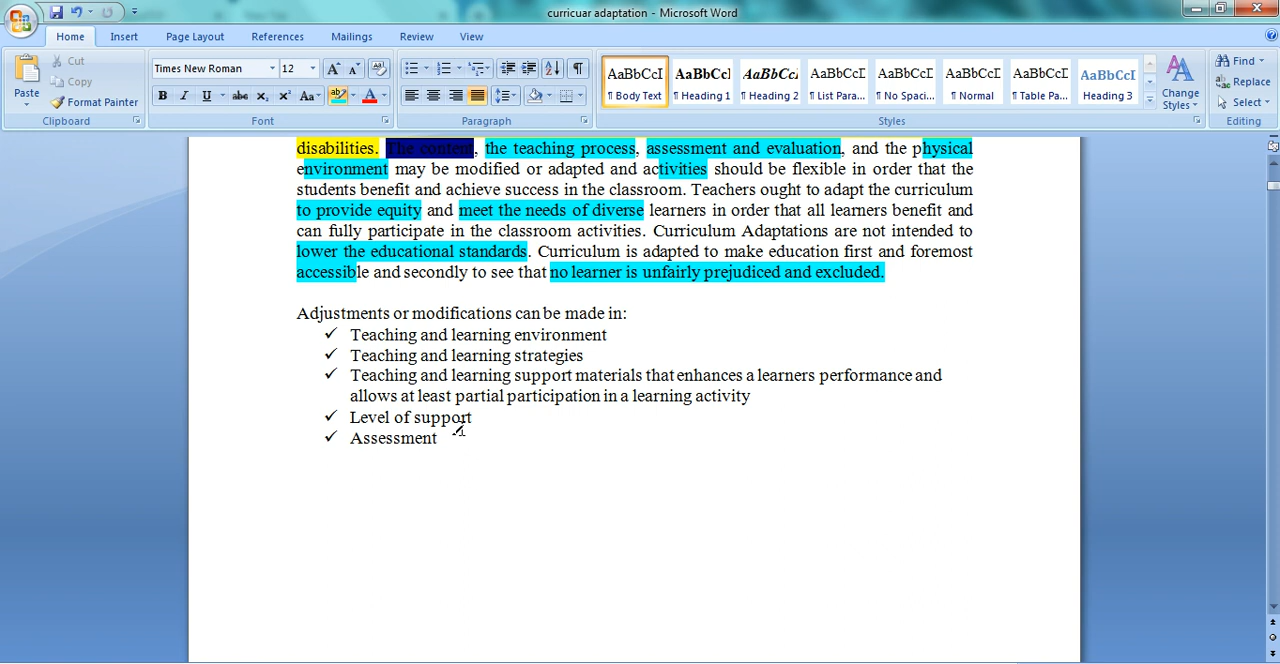 curricuar adaptation - Microsoft Word
Home Insert Page Layout References Mailings Review View
Paste
Cut
Copy
Format Painter
Clipboard
Times New Roman 12
Font
Paragraph
AaBbCcI AaBbCcl AaBbCcl AaBbCcI AaBbCcI AaBbCcI AaBbCcI AaBbCcI
¶ Body Text ¶ Heading 1 ¶ Heading 2 ¶ List Para... ¶ No Spaci... ¶ Normal ¶ Table Pa... Heading 3
Change Styles
Styles
Find
Replace
Select
Editing
disabilities. The content, the teaching process, assessment and evaluation, and the physical
environment may be modified or adapted and activities should be flexible in order that the
students benefit and achieve success in the classroom. Teachers ought to adapt the curriculum
to provide equity and meet the needs of diverse learners in order that all learners benefit and
can fully participate in the classroom activities. Curriculum Adaptations are not intended to
lower the educational standards. Curriculum is adapted to make education first and foremost
accessible and secondly to see that no learner is unfairly prejudiced and excluded.
Adjustments or modifications can be made in:
✓ Teaching and learning environment
✓ Teaching and learning strategies
✓ Teaching and learning support materials that enhances a learners performance and
allows at least partial participation in a learning activity
✓ Level of support
✓ Assessment